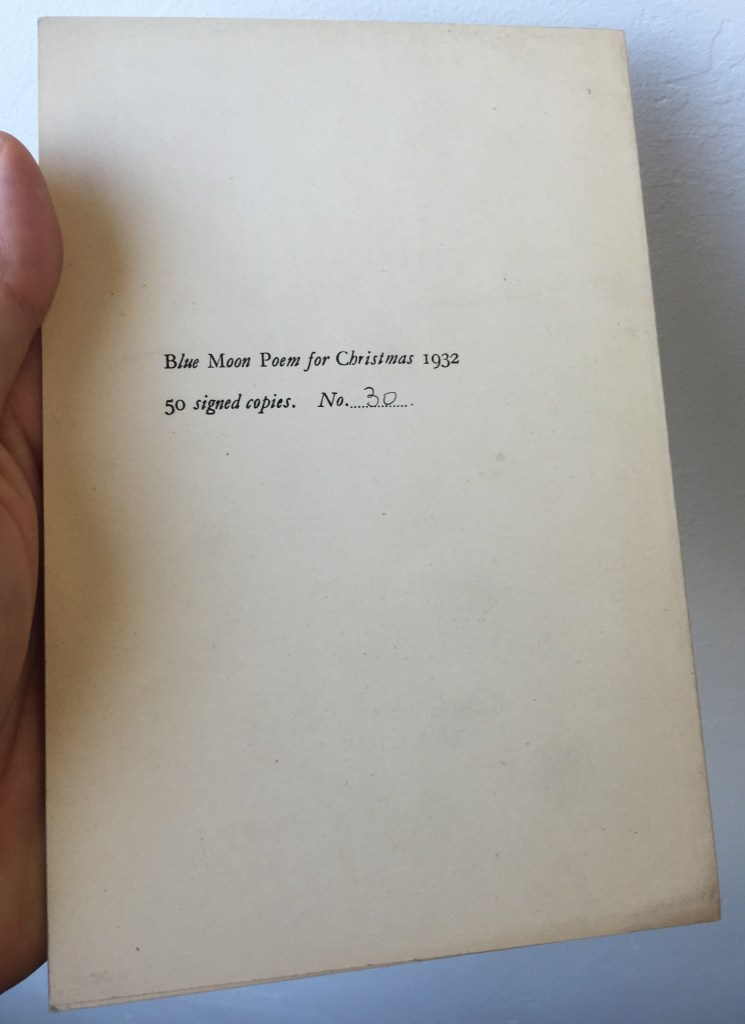 Blue Moon Poem for Christmas 1932
50 signed copies. No. 30